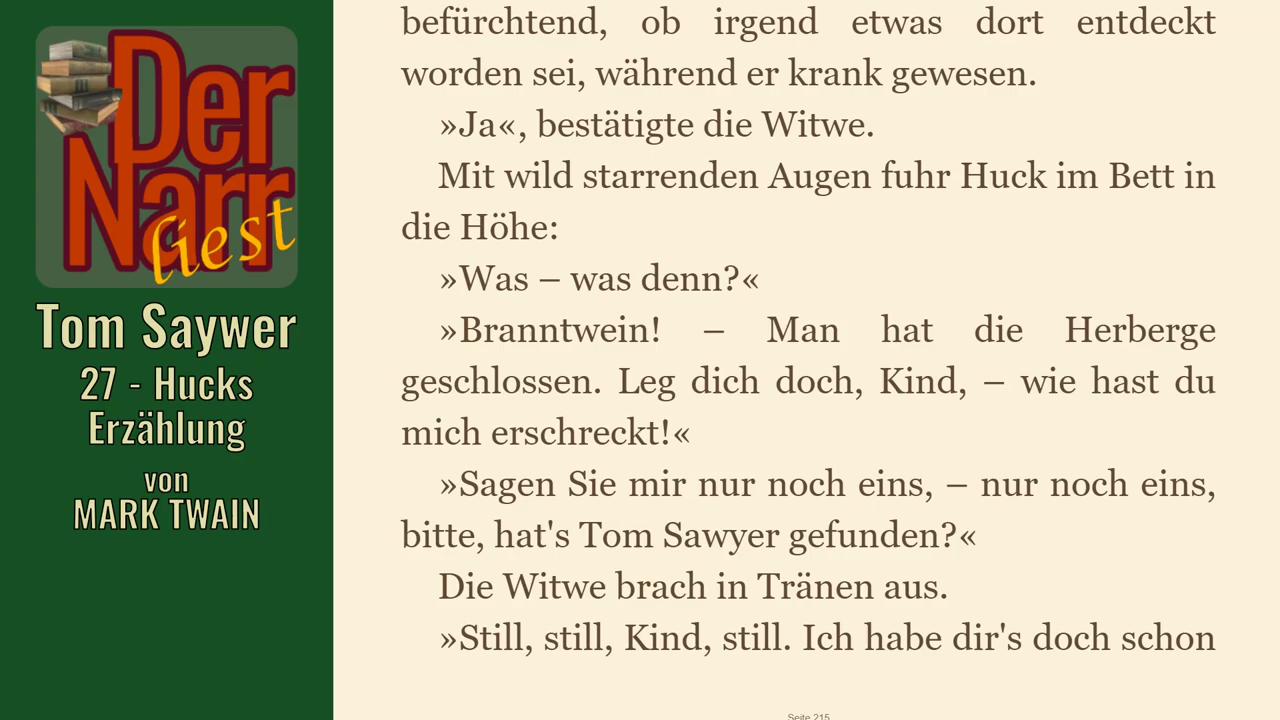 Der
Narr
liest
Tom Saywer
27 - Hucks
Erzählung
von
MARK TWAIN
befürchtend, ob irgend etwas dort entdeckt
worden sei, während er krank gewesen.
»Ja«, bestätigte die Witwe.
Mit wild starrenden Augen fuhr Huck im Bett in
die Höhe:
»Was – was denn?«
»Branntwein! – Man hat die Herberge
geschlossen. Leg dich doch, Kind, – wie hast du
mich erschreckt!«
»Sagen Sie mir nur noch eins, – nur noch eins,
bitte, hat's Tom Sawyer gefunden?«
Die Witwe brach in Tränen aus.
»Still, still, Kind, still. Ich habe dir's doch schon
Seite 215